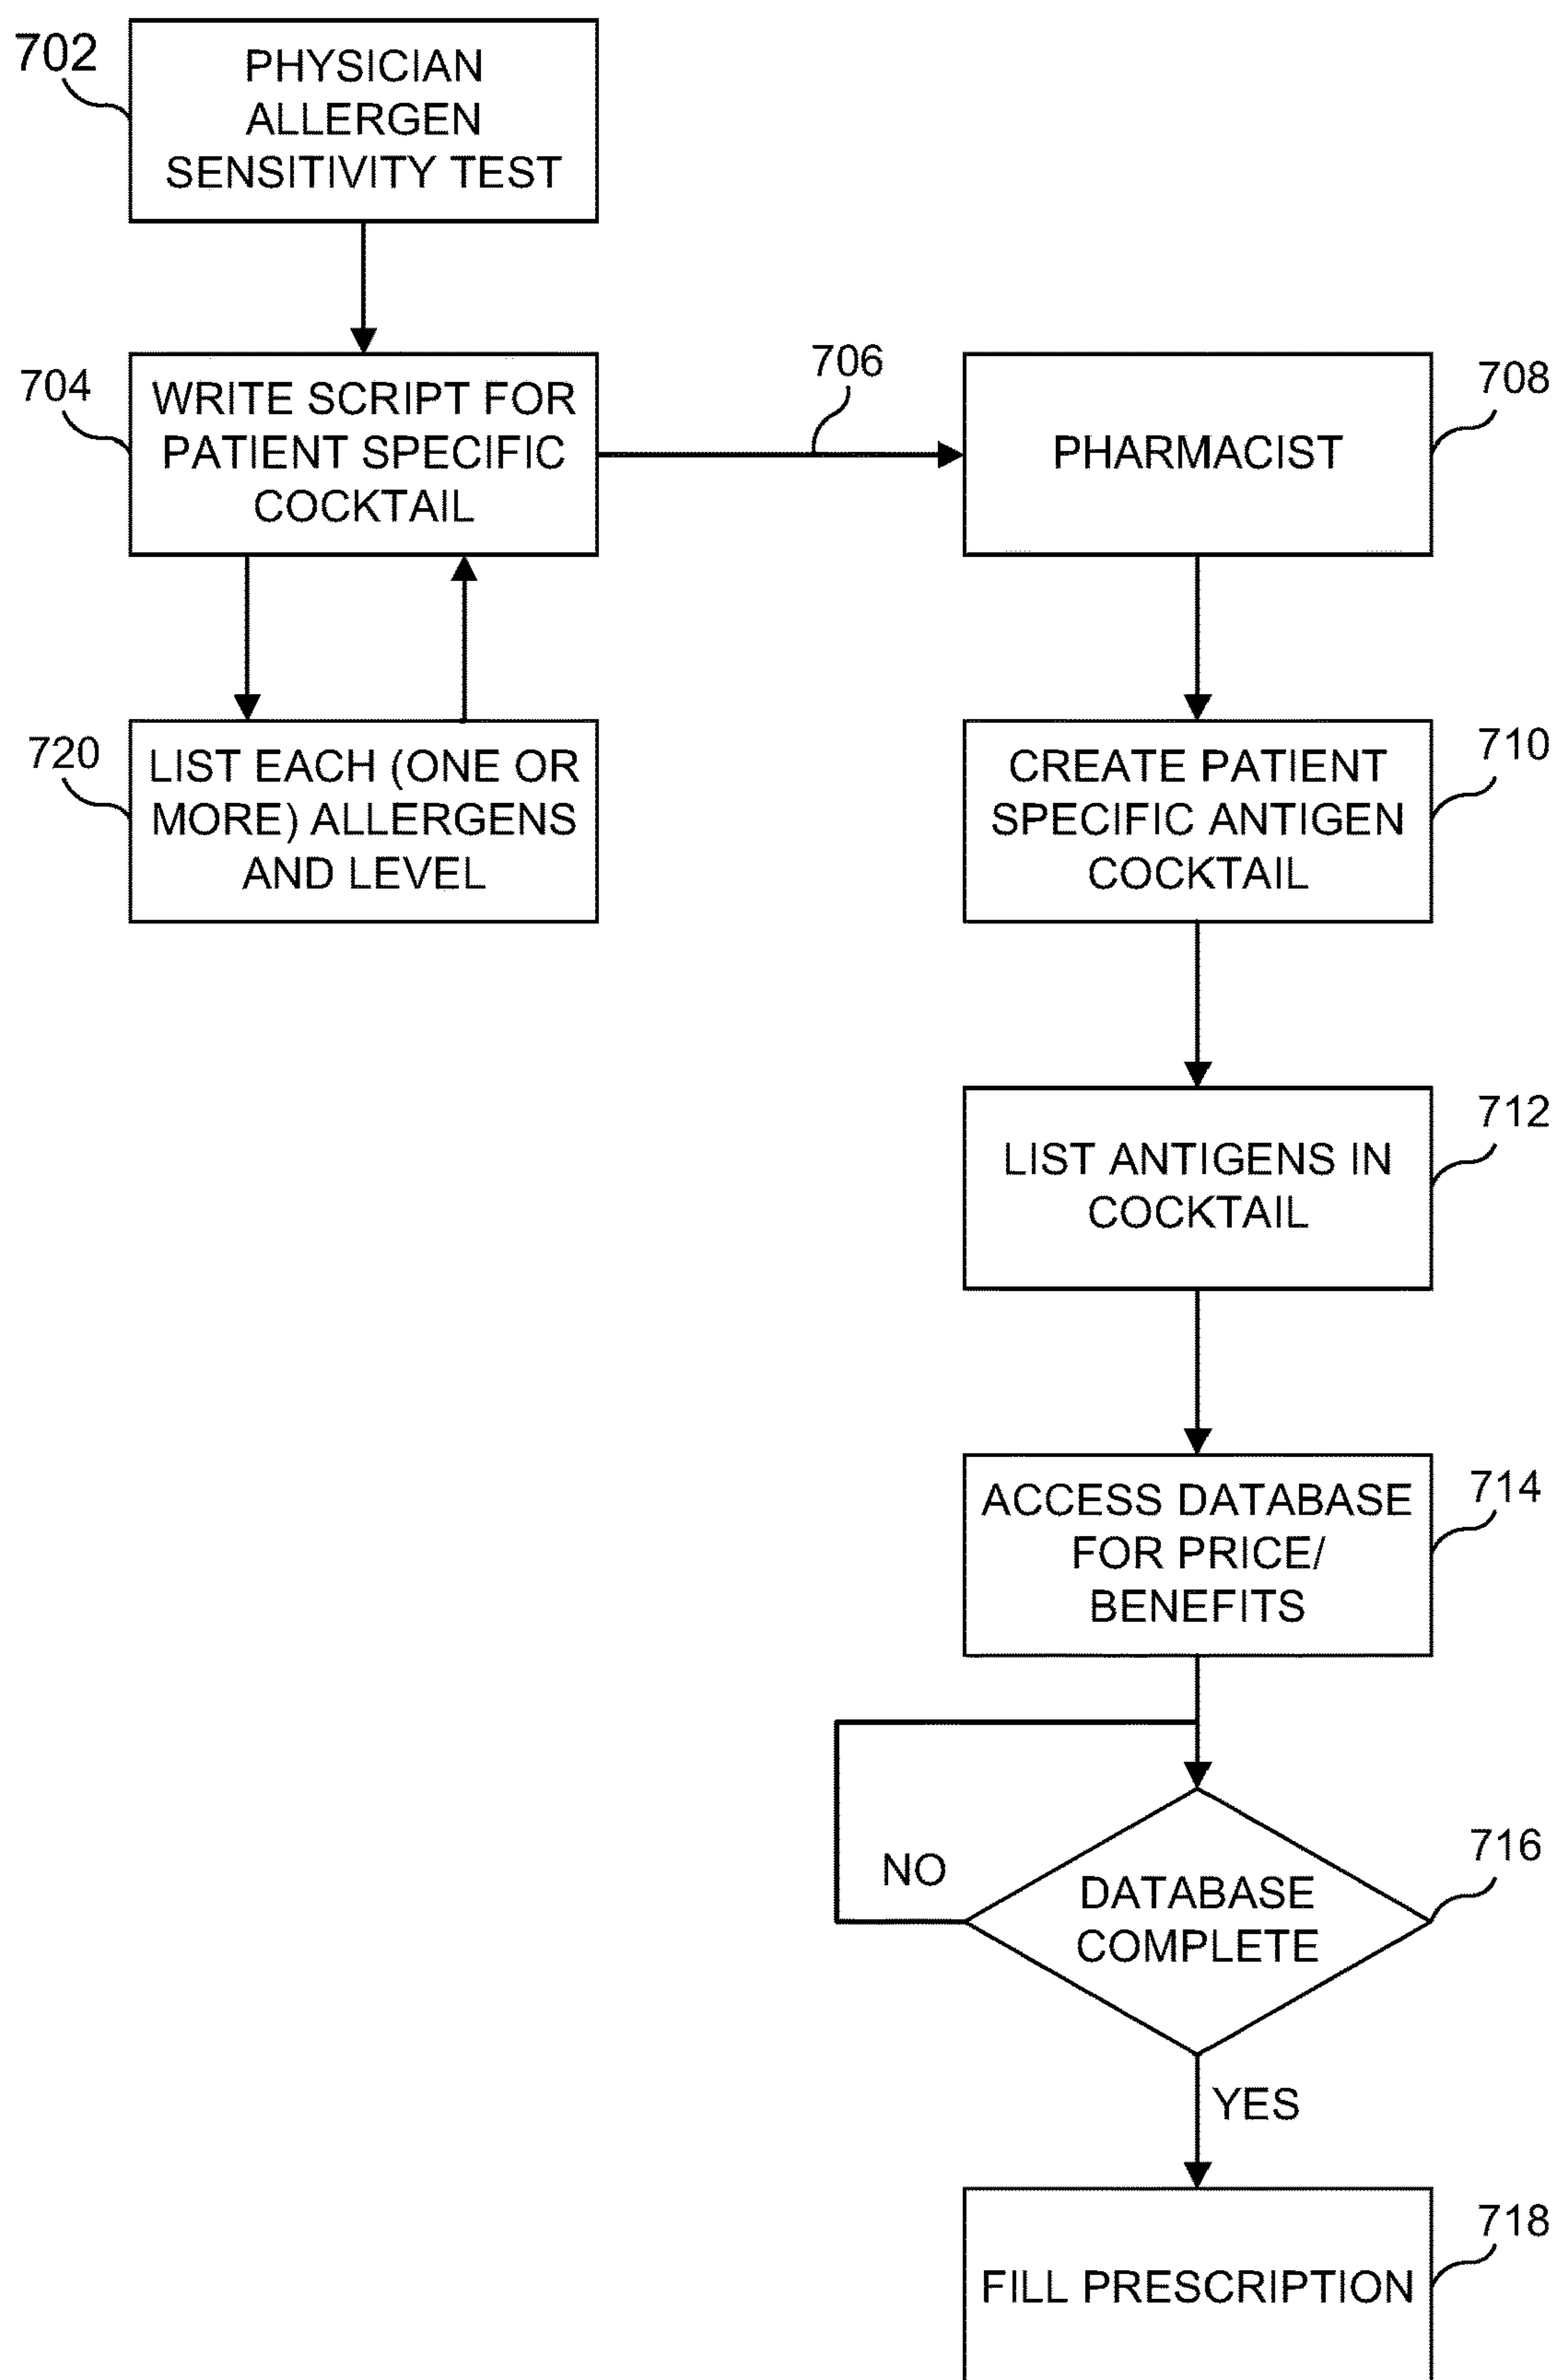 702
PHYSICIAN
ALLERGEN
SENSITIVITY TEST
704
WRITE SCRIPT FOR
PATIENT SPECIFIC
COCKTAIL
706
PHARMACIST
708
720
LIST EACH (ONE OR
MORE) ALLERGENS
AND LEVEL
CREATE PATIENT
SPECIFIC ANTIGEN
COCKTAIL
710
LIST ANTIGENS IN
COCKTAIL
712
ACCESS DATABASE
FOR PRICE/
BENEFITS
714
NO
DATABASE
COMPLETE
716
YES
FILL PRESCRIPTION
718